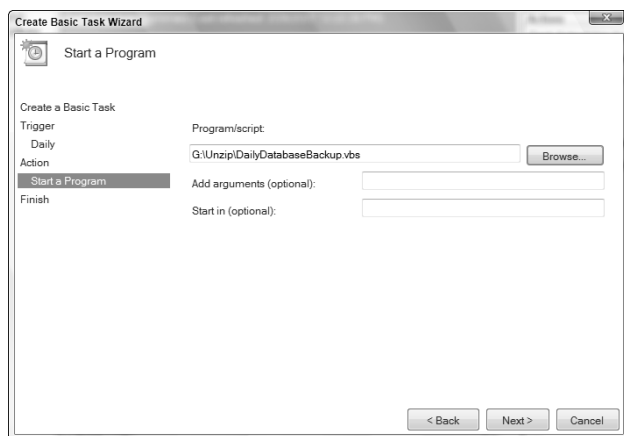 Create Basic Task Wizard
Start a Program
Create a Basic Task
Trigger
Daily
Action
Start a Program
Finish
Program/script:
G:\Unzip\DailyDatabaseBackup.vbs
Browse...
Add arguments (optional):
Start in (optional):
< Back
Next >
Cancel